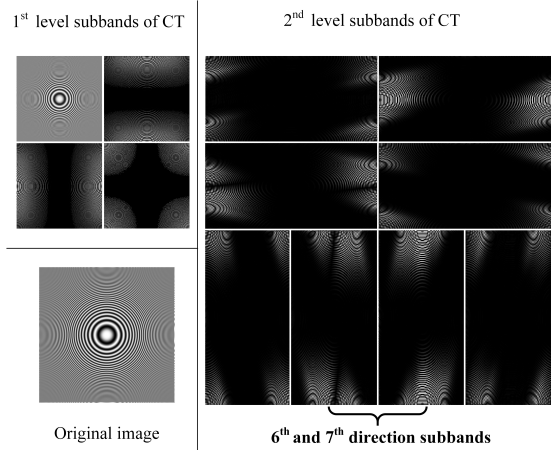 1st level subbands of CT
2nd level subbands of CT
Original image
6th and 7th direction subbands